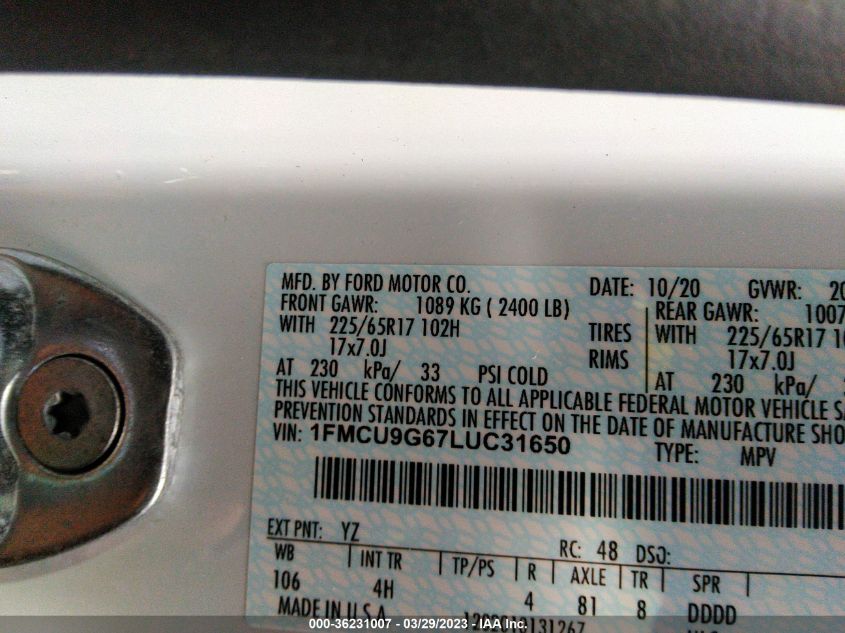 MFD. BY FORD MOTOR CO. DATE: 10/20 GVWR: 20
FRONT GAWR: 1089 KG ( 2400 LB) REAR GAWR: 1007
WITH 225/65R17 102H TIRES WITH 225/65R17
17x7.0J RIMS 17x7.0J
AT 230 kPa/ 33 PSI COLD AT 230 kPa/
THIS VEHICLE CONFORMS TO ALL APPLICABLE FEDERAL MOTOR VEHICLE
PREVENTION STANDARDS IN EFFECT ON THE DATE OF MANUFACTURE SHO
VIN: 1FMCU9G67LUC31650 TYPE: MPV
EXT PNT: YZ RC: 48 DSO:
WB INT TR TP/PS R AXLE TR SPR
106 4H 4 81 8 DDDD
MADE IN U.S.A.
000-36231007 — 03/29/2023 — IAA Inc.